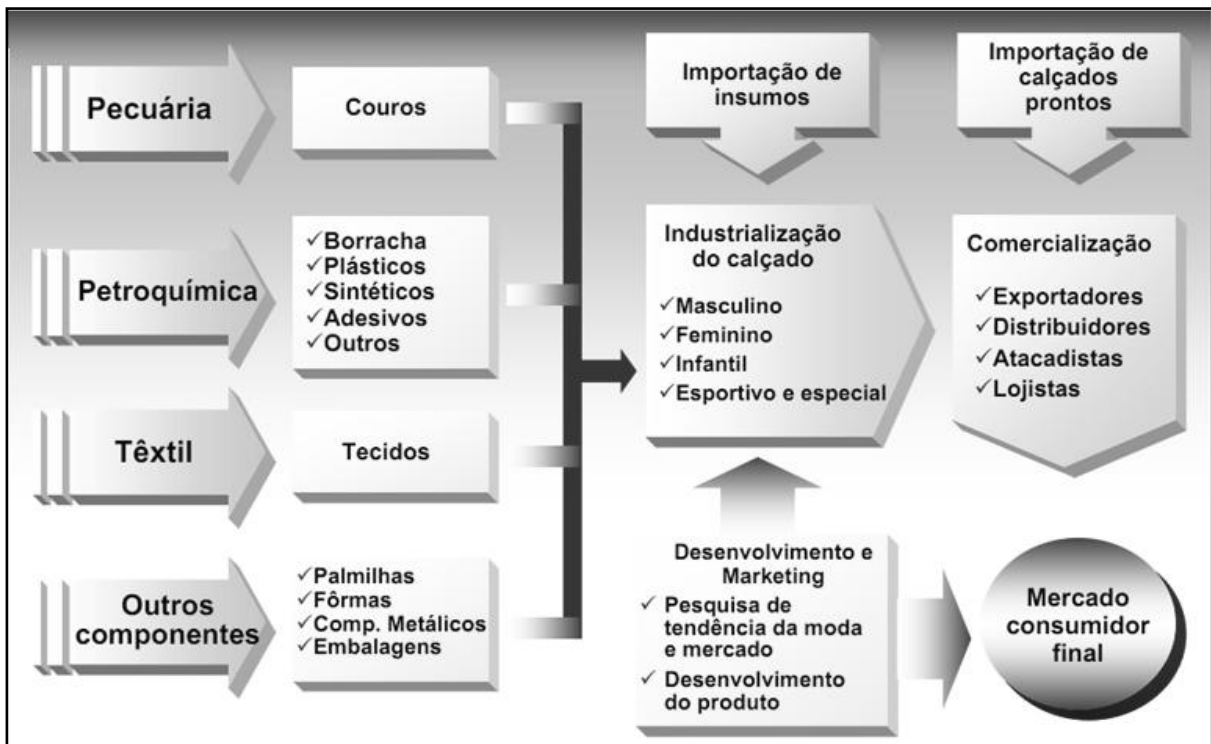 Pecuária
Couros
Petroquímica
✓Borracha
✓Plásticos
✓Sintéticos
✓Adesivos
✓Outros
Têxtil
Tecidos
Outros
componentes
✓Palmilhas
✓Fôrmas
✓Comp. Metálicos
✓Embalagens
Importação de
insumos
Industrialização
do calçado
✓Masculino
✓Feminino
✓Infantil
✓Esportivo e especial
Desenvolvimento e
Marketing
✓ Pesquisa de
tendência da moda
e mercado
✓ Desenvolvimento
do produto
Importação de
calçados
prontos
Comercialização
✓Exportadores
✓Distribuidores
✓Atacadistas
✓Lojistas
Mercado
consumidor
final